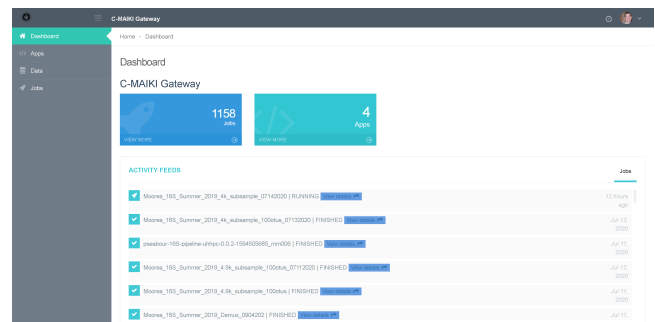 C-MAIKI Gateway
Dashboard
Home - Dashboard
Apps
Data
Jobs
Dashboard
C-MAIKI Gateway
1158
Jobs
VIEW MORE
4
Apps
VIEW MORE
ACTIVITY FEEDS
Jobs
Moorea_16S_Summer_2019_4k_subsample_07142020 | RUNNING View details
12 hours
ago
Moorea_16S_Summer_2019_4k_subsample_100otus_07132020 | FINISHED View details
Jul 13,
2020
pseabour-16S-pipeline-uhhpc-0.0.2-1594505665_mm006 | FINISHED View details
Jul 11,
2020
Moorea_16S_Summer_2019_4.9k_subsample_100otus_07112020 | FINISHED View details
Jul 12,
2020
Moorea_16S_Summer_2019_4.9k_subsample_100otus | FINISHED View details
Jul 11,
2020
Moorea_16S_Summer_2019_Demux_0904202 | FINISHED View details
Jul 11,